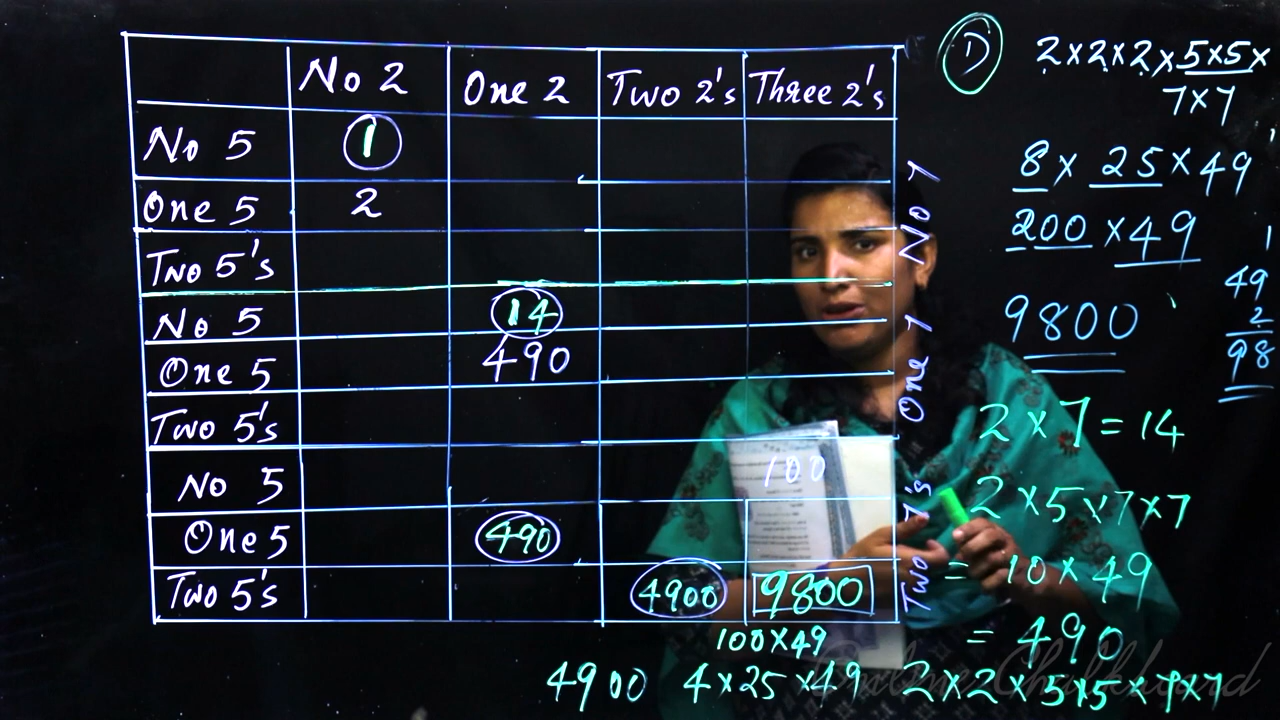 No 2 One 2 Two 2's Three 2's
No 5 1
One 5 2
Two 5's
No 5 14
One 5 490
Two 5's
No 5 100
One 5 490
Two 5's 4900 9800
No 7
One 7
Two 7's
100×49
4900 4×25×49 2×2×5×5×7×7
1) 2×2×2×5×5×
7×7
8×25×49
200×49
9800
1
49
2
98
2×7=14
2×5×7×7
= 10×49
= 490